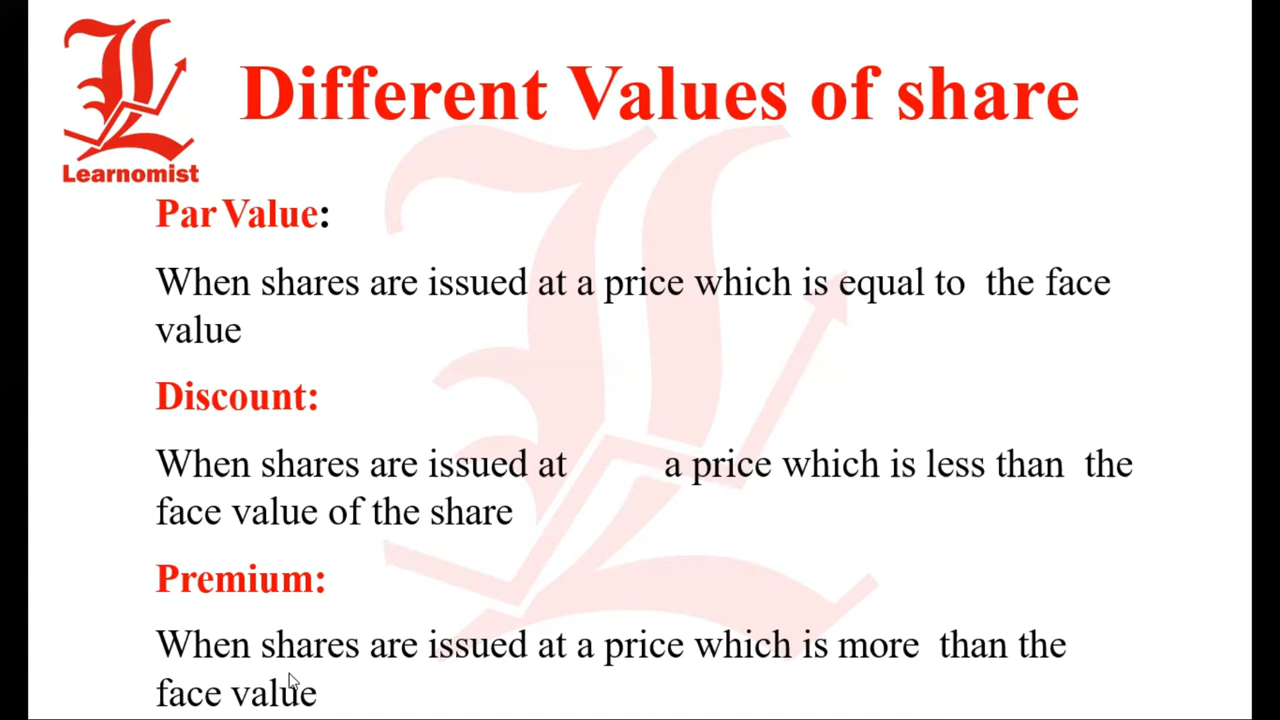 Different Values of share
Learnomist
Par Value:
When shares are issued at a price which is equal to the face
value
Discount:
When shares are issued at a price which is less than the
face value of the share
Premium:
When shares are issued at a price which is more than the
face value